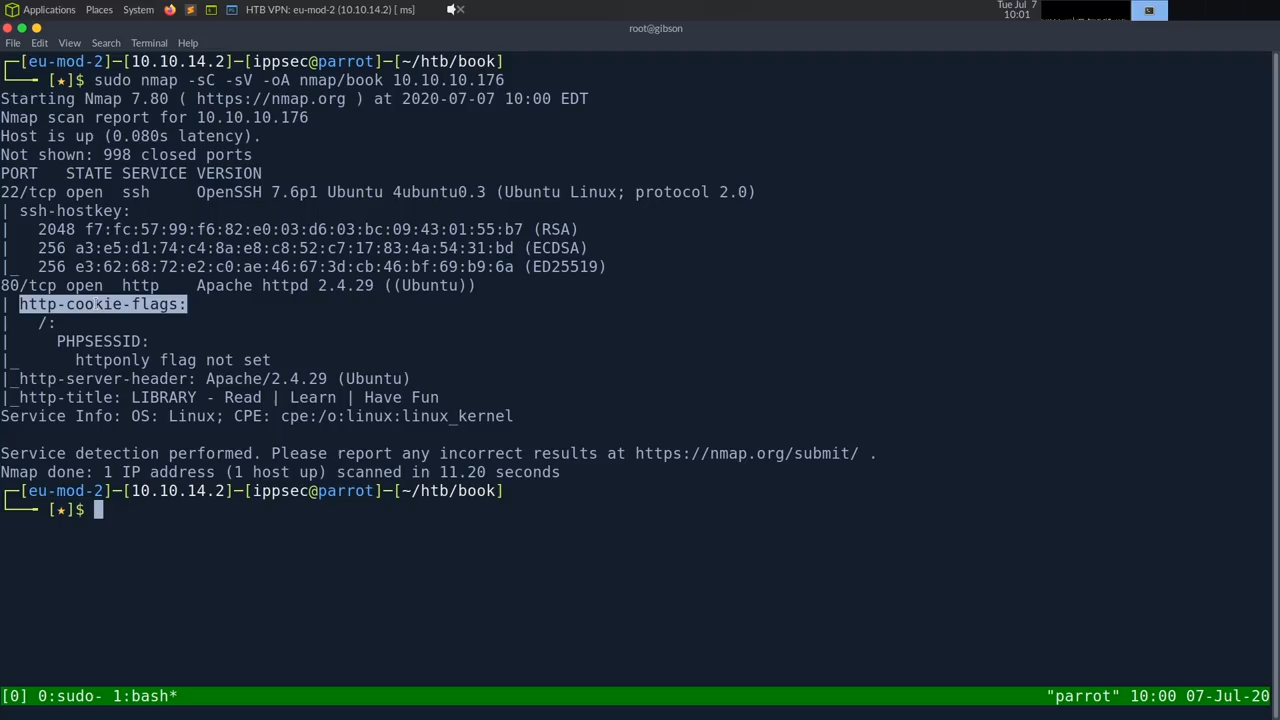 Applications Places System HTB VPN: eu-mod-2 (10.10.14.2) [ ms] Tue Jul 7
10:01
root@gibson
File Edit View Search Terminal Help
┌─[eu-mod-2]─[10.10.14.2]─[ippsec@parrot]─[~/htb/book]
└──╼ [★]$ sudo nmap -sC -sV -oA nmap/book 10.10.10.176
Starting Nmap 7.80 ( https://nmap.org ) at 2020-07-07 10:00 EDT
Nmap scan report for 10.10.10.176
Host is up (0.080s latency).
Not shown: 998 closed ports
PORT   STATE SERVICE VERSION
22/tcp open  ssh     OpenSSH 7.6p1 Ubuntu 4ubuntu0.3 (Ubuntu Linux; protocol 2.0)
| ssh-hostkey:
|   2048 f7:fc:57:99:f6:82:e0:03:d6:03:bc:09:43:01:55:b7 (RSA)
|   256 a3:e5:d1:74:c4:8a:e8:c8:52:c7:17:83:4a:54:31:bd (ECDSA)
|_  256 e3:62:68:72:e2:c0:ae:46:67:3d:cb:46:bf:69:b9:6a (ED25519)
80/tcp open  http    Apache httpd 2.4.29 ((Ubuntu))
| http-cookie-flags:
|   /:
|     PHPSESSID:
|_      httponly flag not set
|_http-server-header: Apache/2.4.29 (Ubuntu)
|_http-title: LIBRARY - Read | Learn | Have Fun
Service Info: OS: Linux; CPE: cpe:/o:linux:linux_kernel

Service detection performed. Please report any incorrect results at https://nmap.org/submit/ .
Nmap done: 1 IP address (1 host up) scanned in 11.20 seconds
┌─[eu-mod-2]─[10.10.14.2]─[ippsec@parrot]─[~/htb/book]
└──╼ [★]$
[0] 0:sudo- 1:bash* "parrot" 10:00 07-Jul-20